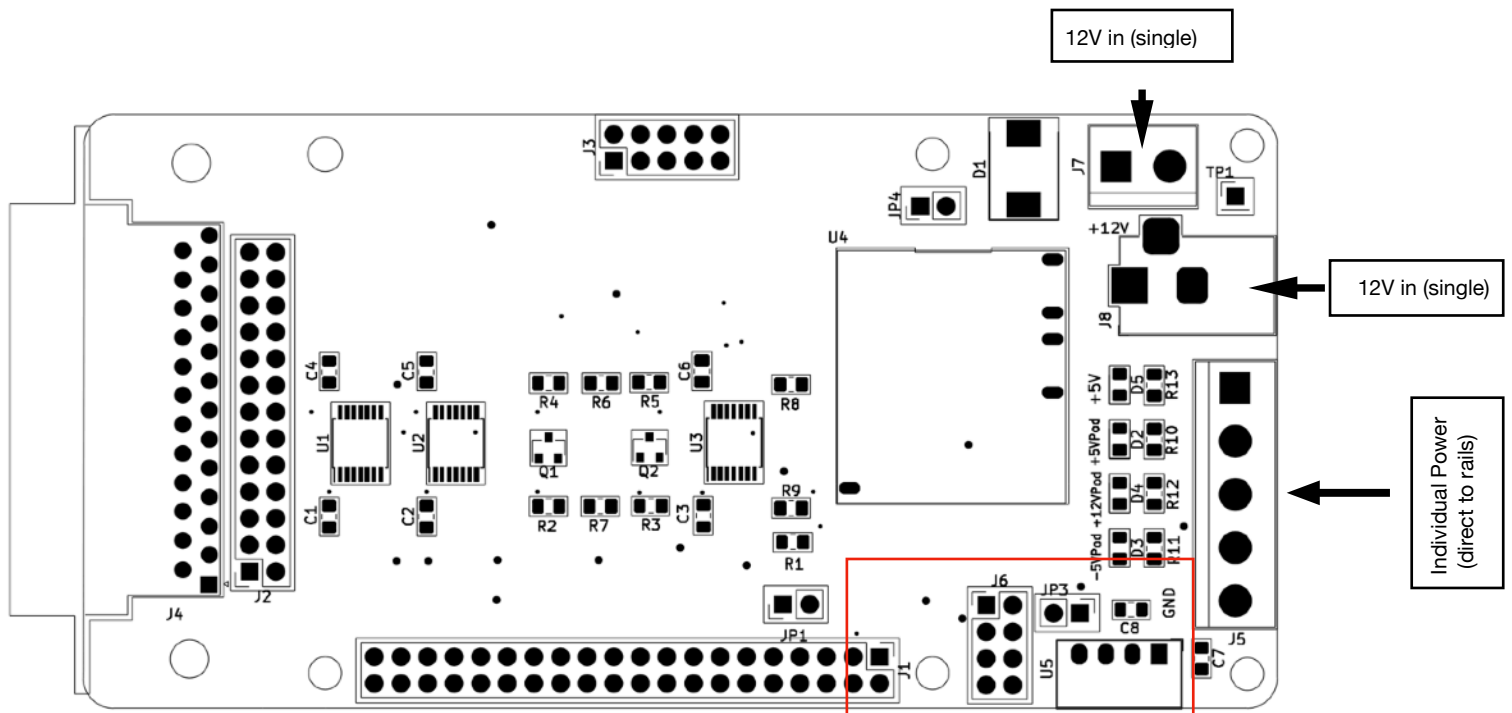 12V in (single)
J3
D1
J7
TP1
JP4
U4
+12V
12V in (single)
J8
C4
C5
C6
R4
R6
R5
R8
+5V
D5
R13
U1
U2
Q1
Q2
U3
+5VPod
D2
R10
Individual Power
(direct to rails)
C1
C2
R2
R7
R3
C3
R9
+12VPod
D4
R12
R1
-5VPod
D3
R11
J4
J2
JP1
J6
JP3
C8
GND
J5
J1
U5
C7